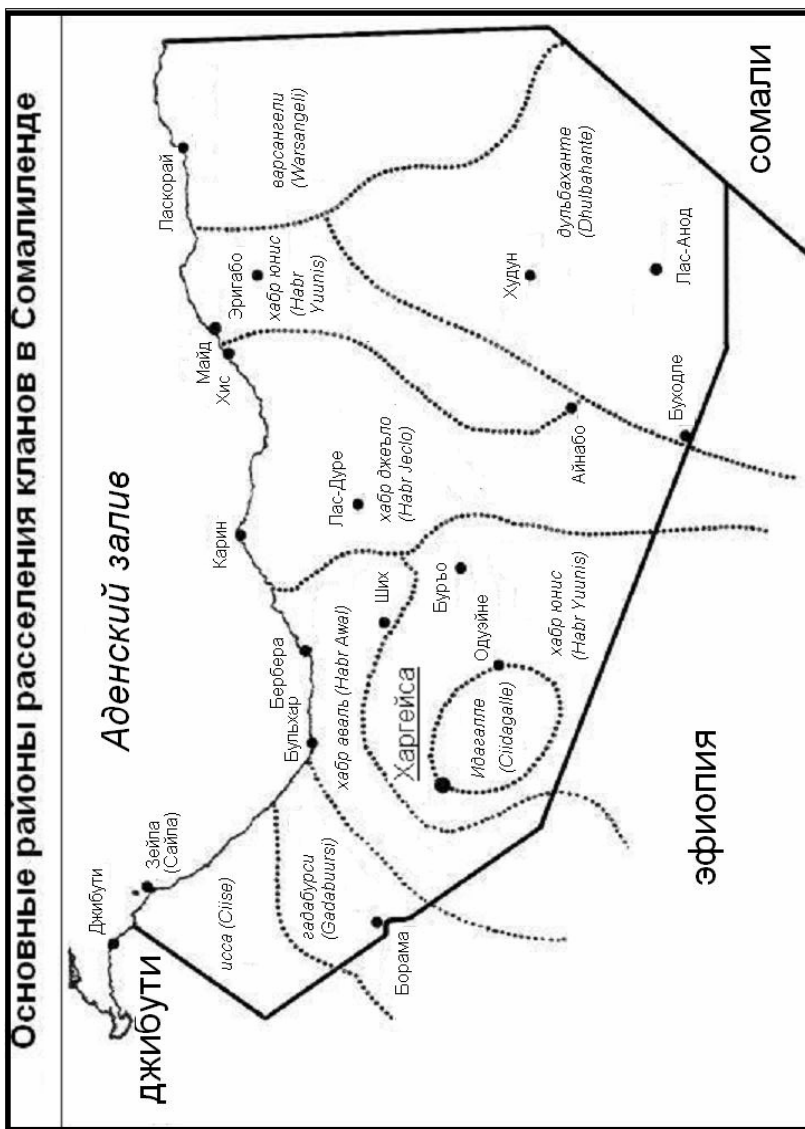 Основные районы расселения кланов в Сомалиленде
Аденский залив
ДЖИБУТИ
Джибути
Зейла
(Сайла)
исса (Ciise)
гадабурси
(Gadabuursi)
Борама
Бульхар
Бербера
хабр аваль (Habr Awal)
Ших
Харгейса
Идагалле
(Ciidagalle)
Одуэйне
Буръо
хабр юнис
(Habr Yuunis)
Карин
Лас-Дуре
хабр джеъло
(Habr Jeclo)
Хис
Майд
Эригабо
хабр юнис
(Habr
Yuunis)
Айнабо
Буходле
Ласкорай
варсангели
(Warsangeli)
Худун
дульбаханте
(Dhulbahante)
Лас-Анод
ЭФИОПИЯ
СОМАЛИ